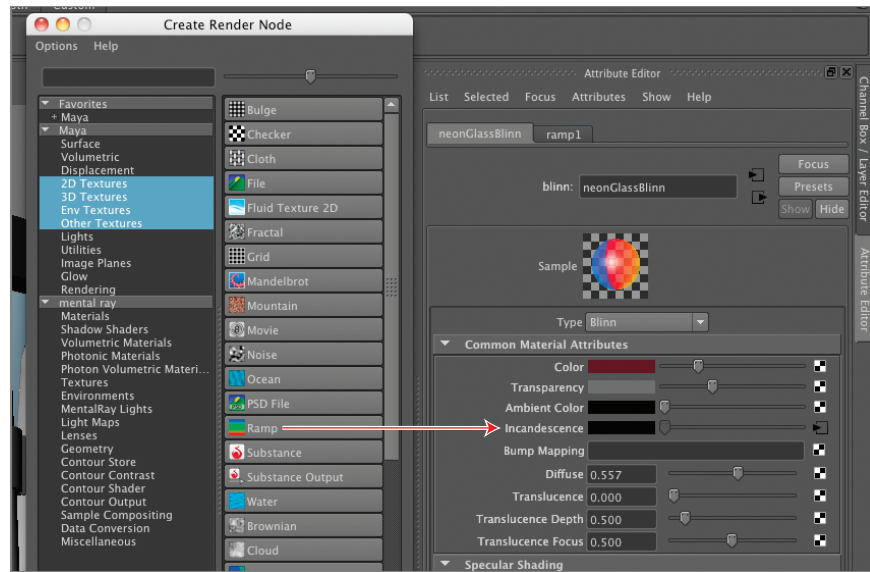 Custom
Create Render Node
Options Help
Favorites
+ Maya
Maya
Surface
Volumetric
Displacement
2D Textures
3D Textures
Env Textures
Other Textures
Lights
Utilities
Image Planes
Glow
Rendering
mental ray
Materials
Shadow Shaders
Volumetric Materials
Photonic Materials
Photon Volumetric Materi...
Textures
Environments
MentalRay Lights
Light Maps
Lenses
Geometry
Contour Store
Contour Contrast
Contour Shader
Contour Output
Sample Compositing
Data Conversion
Miscellaneous
Bulge
Checker
Cloth
File
Fluid Texture 2D
Fractal
Grid
Mandelbrot
Mountain
Movie
Noise
Ocean
PSD File
Ramp
Substance
Substance Output
Water
Brownian
Cloud
Attribute Editor
List Selected Focus Attributes Show Help
neonGlassBlinn ramp1
Focus
blinn: neonGlassBlinn
Presets
Show Hide
Sample
Type Blinn
Common Material Attributes
Color
Transparency
Ambient Color
Incandescence
Bump Mapping
Diffuse 0.557
Translucence 0.000
Translucence Depth 0.500
Translucence Focus 0.500
Specular Shading
Channel Box / Layer Editor
Attribute Editor